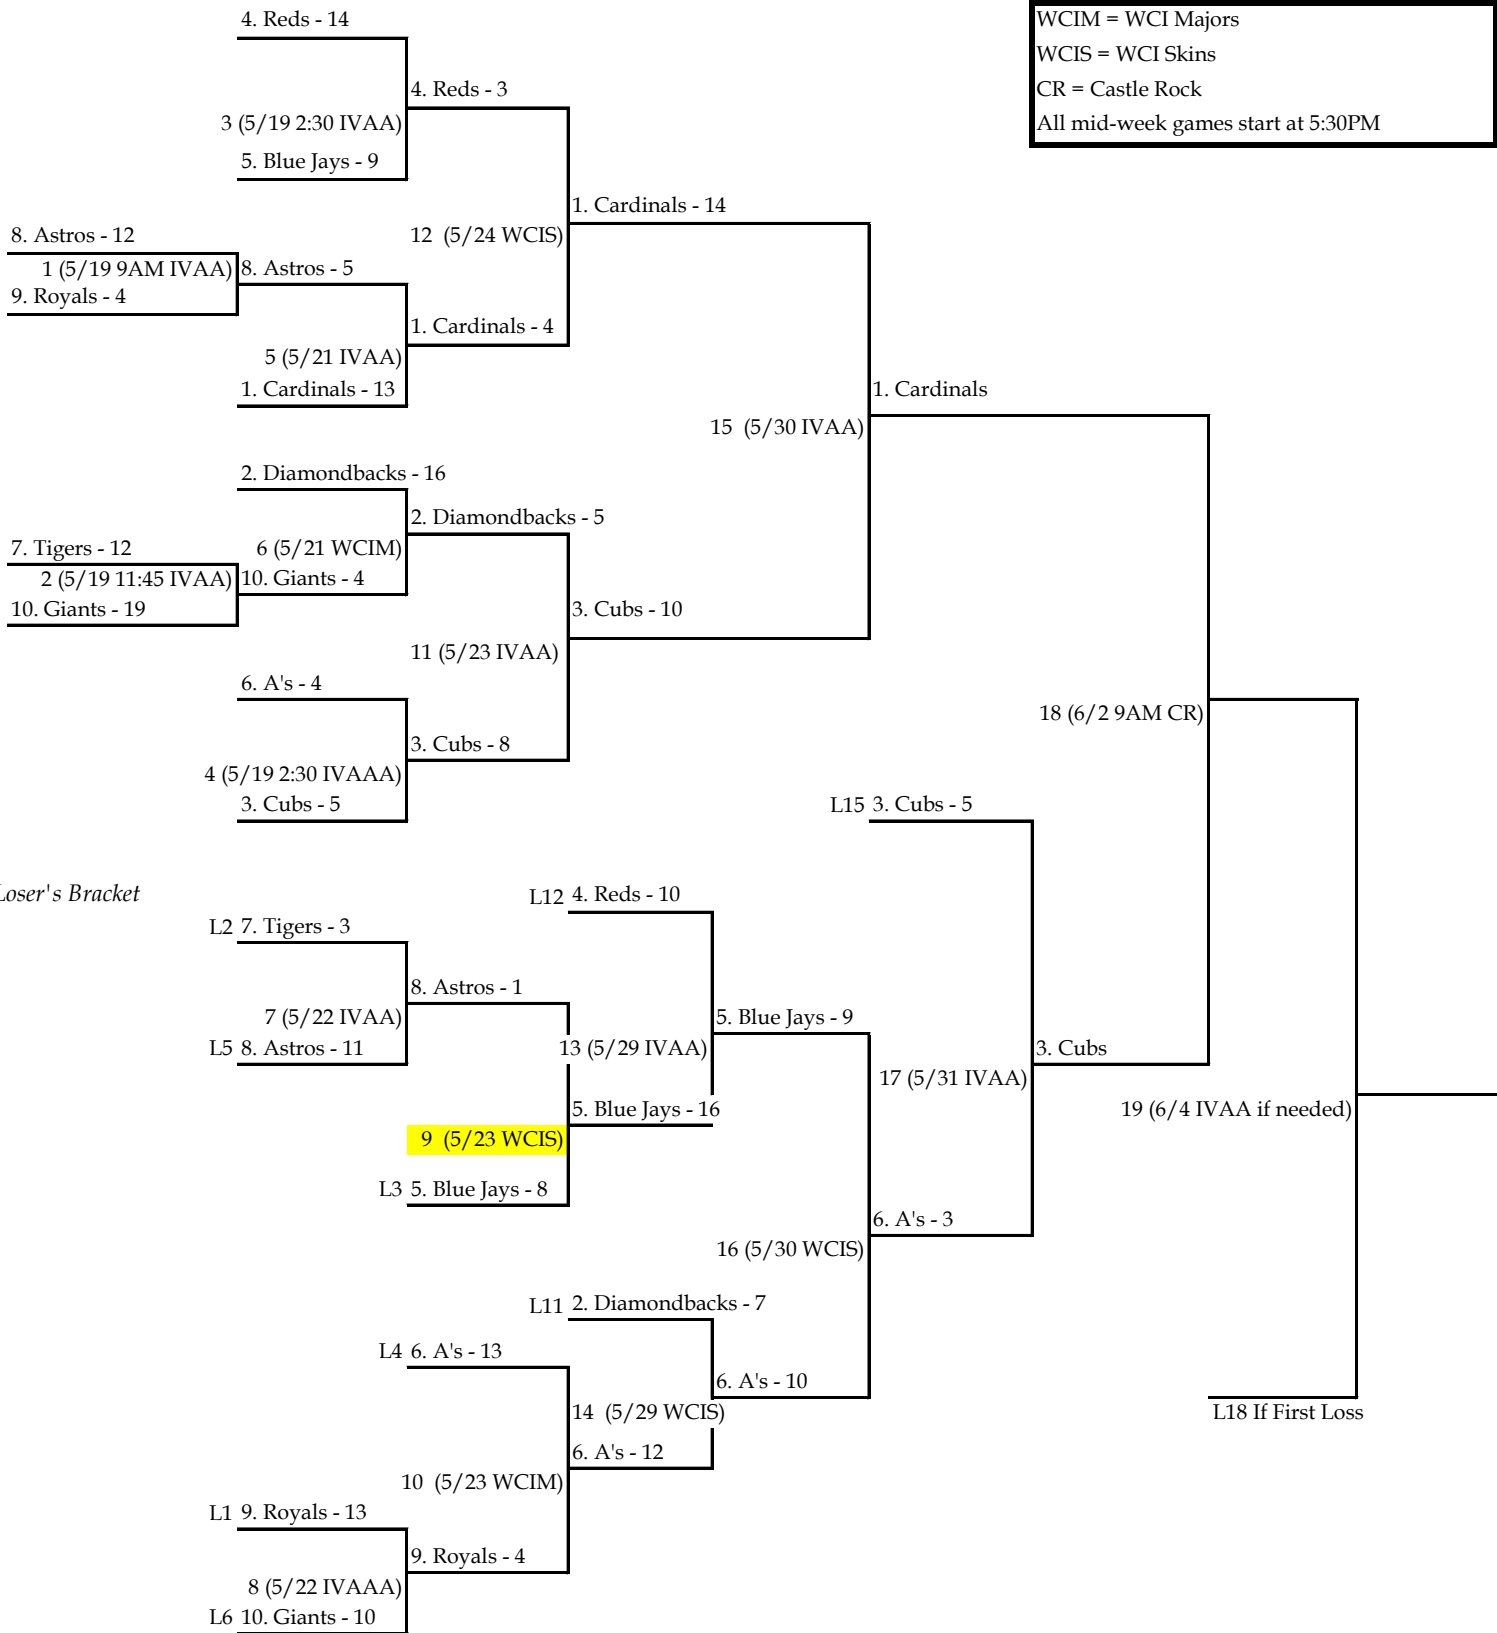 4. Reds - 14
WCIM = WCI Majors
WCIS = WCI Skins
CR = Castle Rock
All mid-week games start at 5:30PM
4. Reds - 3
3 (5/19 2:30 IVAA)
5. Blue Jays - 9
1. Cardinals - 14
8. Astros - 12
12  (5/24 WCIS)
1 (5/19 9AM IVAA)
8. Astros - 5
9. Royals - 4
1. Cardinals - 4
5 (5/21 IVAA)
1. Cardinals - 13
1. Cardinals
15  (5/30 IVAA)
2. Diamondbacks - 16
2. Diamondbacks - 5
7. Tigers - 12
6 (5/21 WCIM)
2 (5/19 11:45 IVAA)
10. Giants - 4
10. Giants - 19
3. Cubs - 10
11 (5/23 IVAA)
6. A's - 4
18 (6/2 9AM CR)
3. Cubs - 8
4 (5/19 2:30 IVAAA)
3. Cubs - 5
L15 3. Cubs - 5
Loser's Bracket
L12 4. Reds - 10
L2 7. Tigers - 3
8. Astros - 1
7 (5/22 IVAA)
5. Blue Jays - 9
L5 8. Astros - 11
13 (5/29 IVAA)
3. Cubs
17 (5/31 IVAA)
5. Blue Jays - 16
19 (6/4 IVAA if needed)
9  (5/23 WCIS)
L3 5. Blue Jays - 8
6. A's - 3
16 (5/30 WCIS)
L11 2. Diamondbacks - 7
L4 6. A's - 13
6. A's - 10
14  (5/29 WCIS)
L18 If First Loss
6. A's - 12
10  (5/23 WCIM)
L1 9. Royals - 13
9. Royals - 4
8 (5/22 IVAAA)
L6 10. Giants - 10